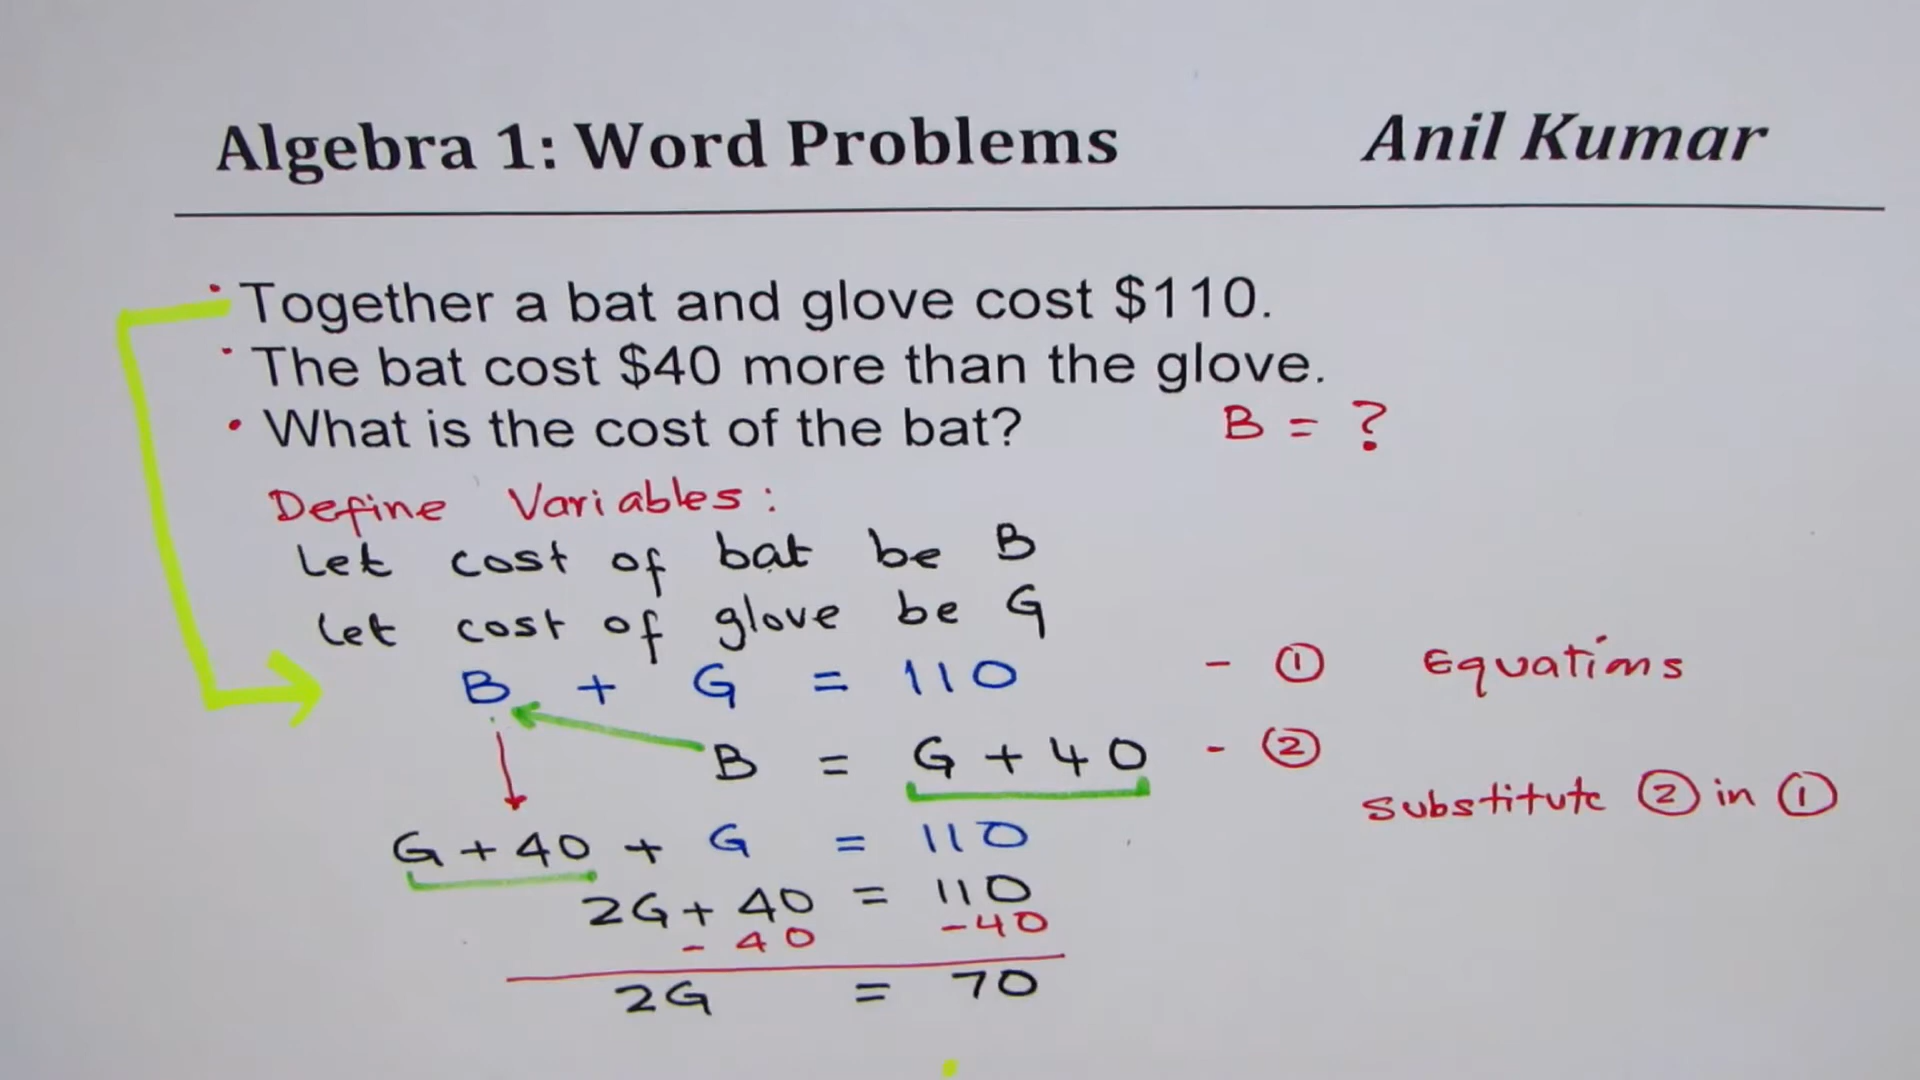 Algebra 1: Word Problems Anil Kumar
• Together a bat and glove cost $110.
• The bat cost $40 more than the glove.
• What is the cost of the bat? B = ?
Define Variables:
Let cost of bat be B
Let cost of glove be G
B + G = 110 - ① Equations
B = G + 40 - ②
Substitute ② in ①
G + 40 + G = 110
2G + 40 = 110
- 40 -40
2G = 70